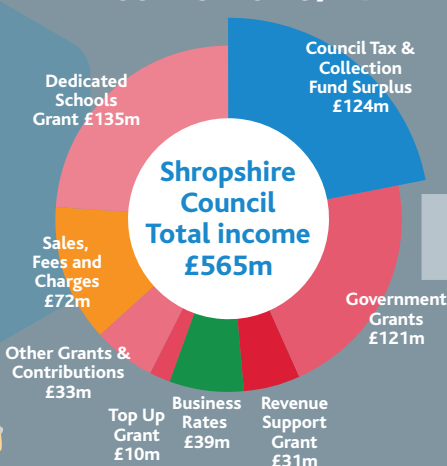 Council Tax &
Collection
Fund Surplus
£124m
Dedicated
Schools
Grant £135m
Shropshire
Council
Total income
£565m
Sales,
Fees and
Charges
£72m
Government
Grants
£121m
Other Grants &
Contributions
£33m
Top Up
Grant
£10m
Business
Rates
£39m
Revenue
Support
Grant
£31m